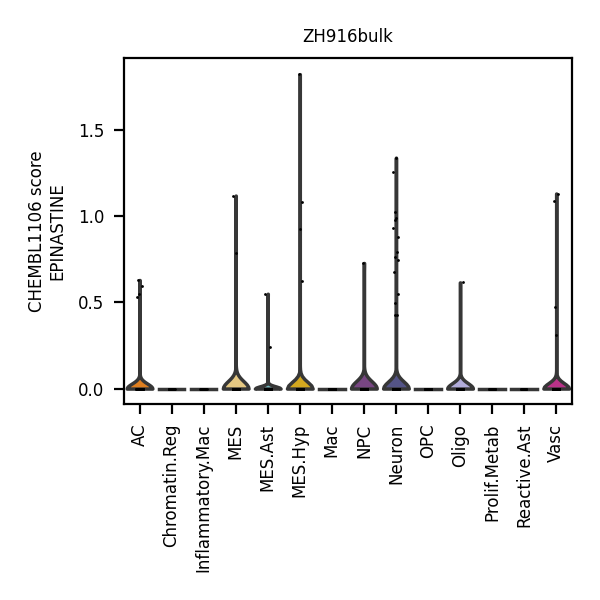 ZH916bulk
CHEMBL1106 score
EPINASTINE
1.5
1.0
0.5
0.0
AC
Chromatin.Reg
Inflammatory.Mac
MES
MES.Ast
MES.Hyp
Mac
NPC
Neuron
OPC
Oligo
Prolif.Metab
Reactive.Ast
Vasc